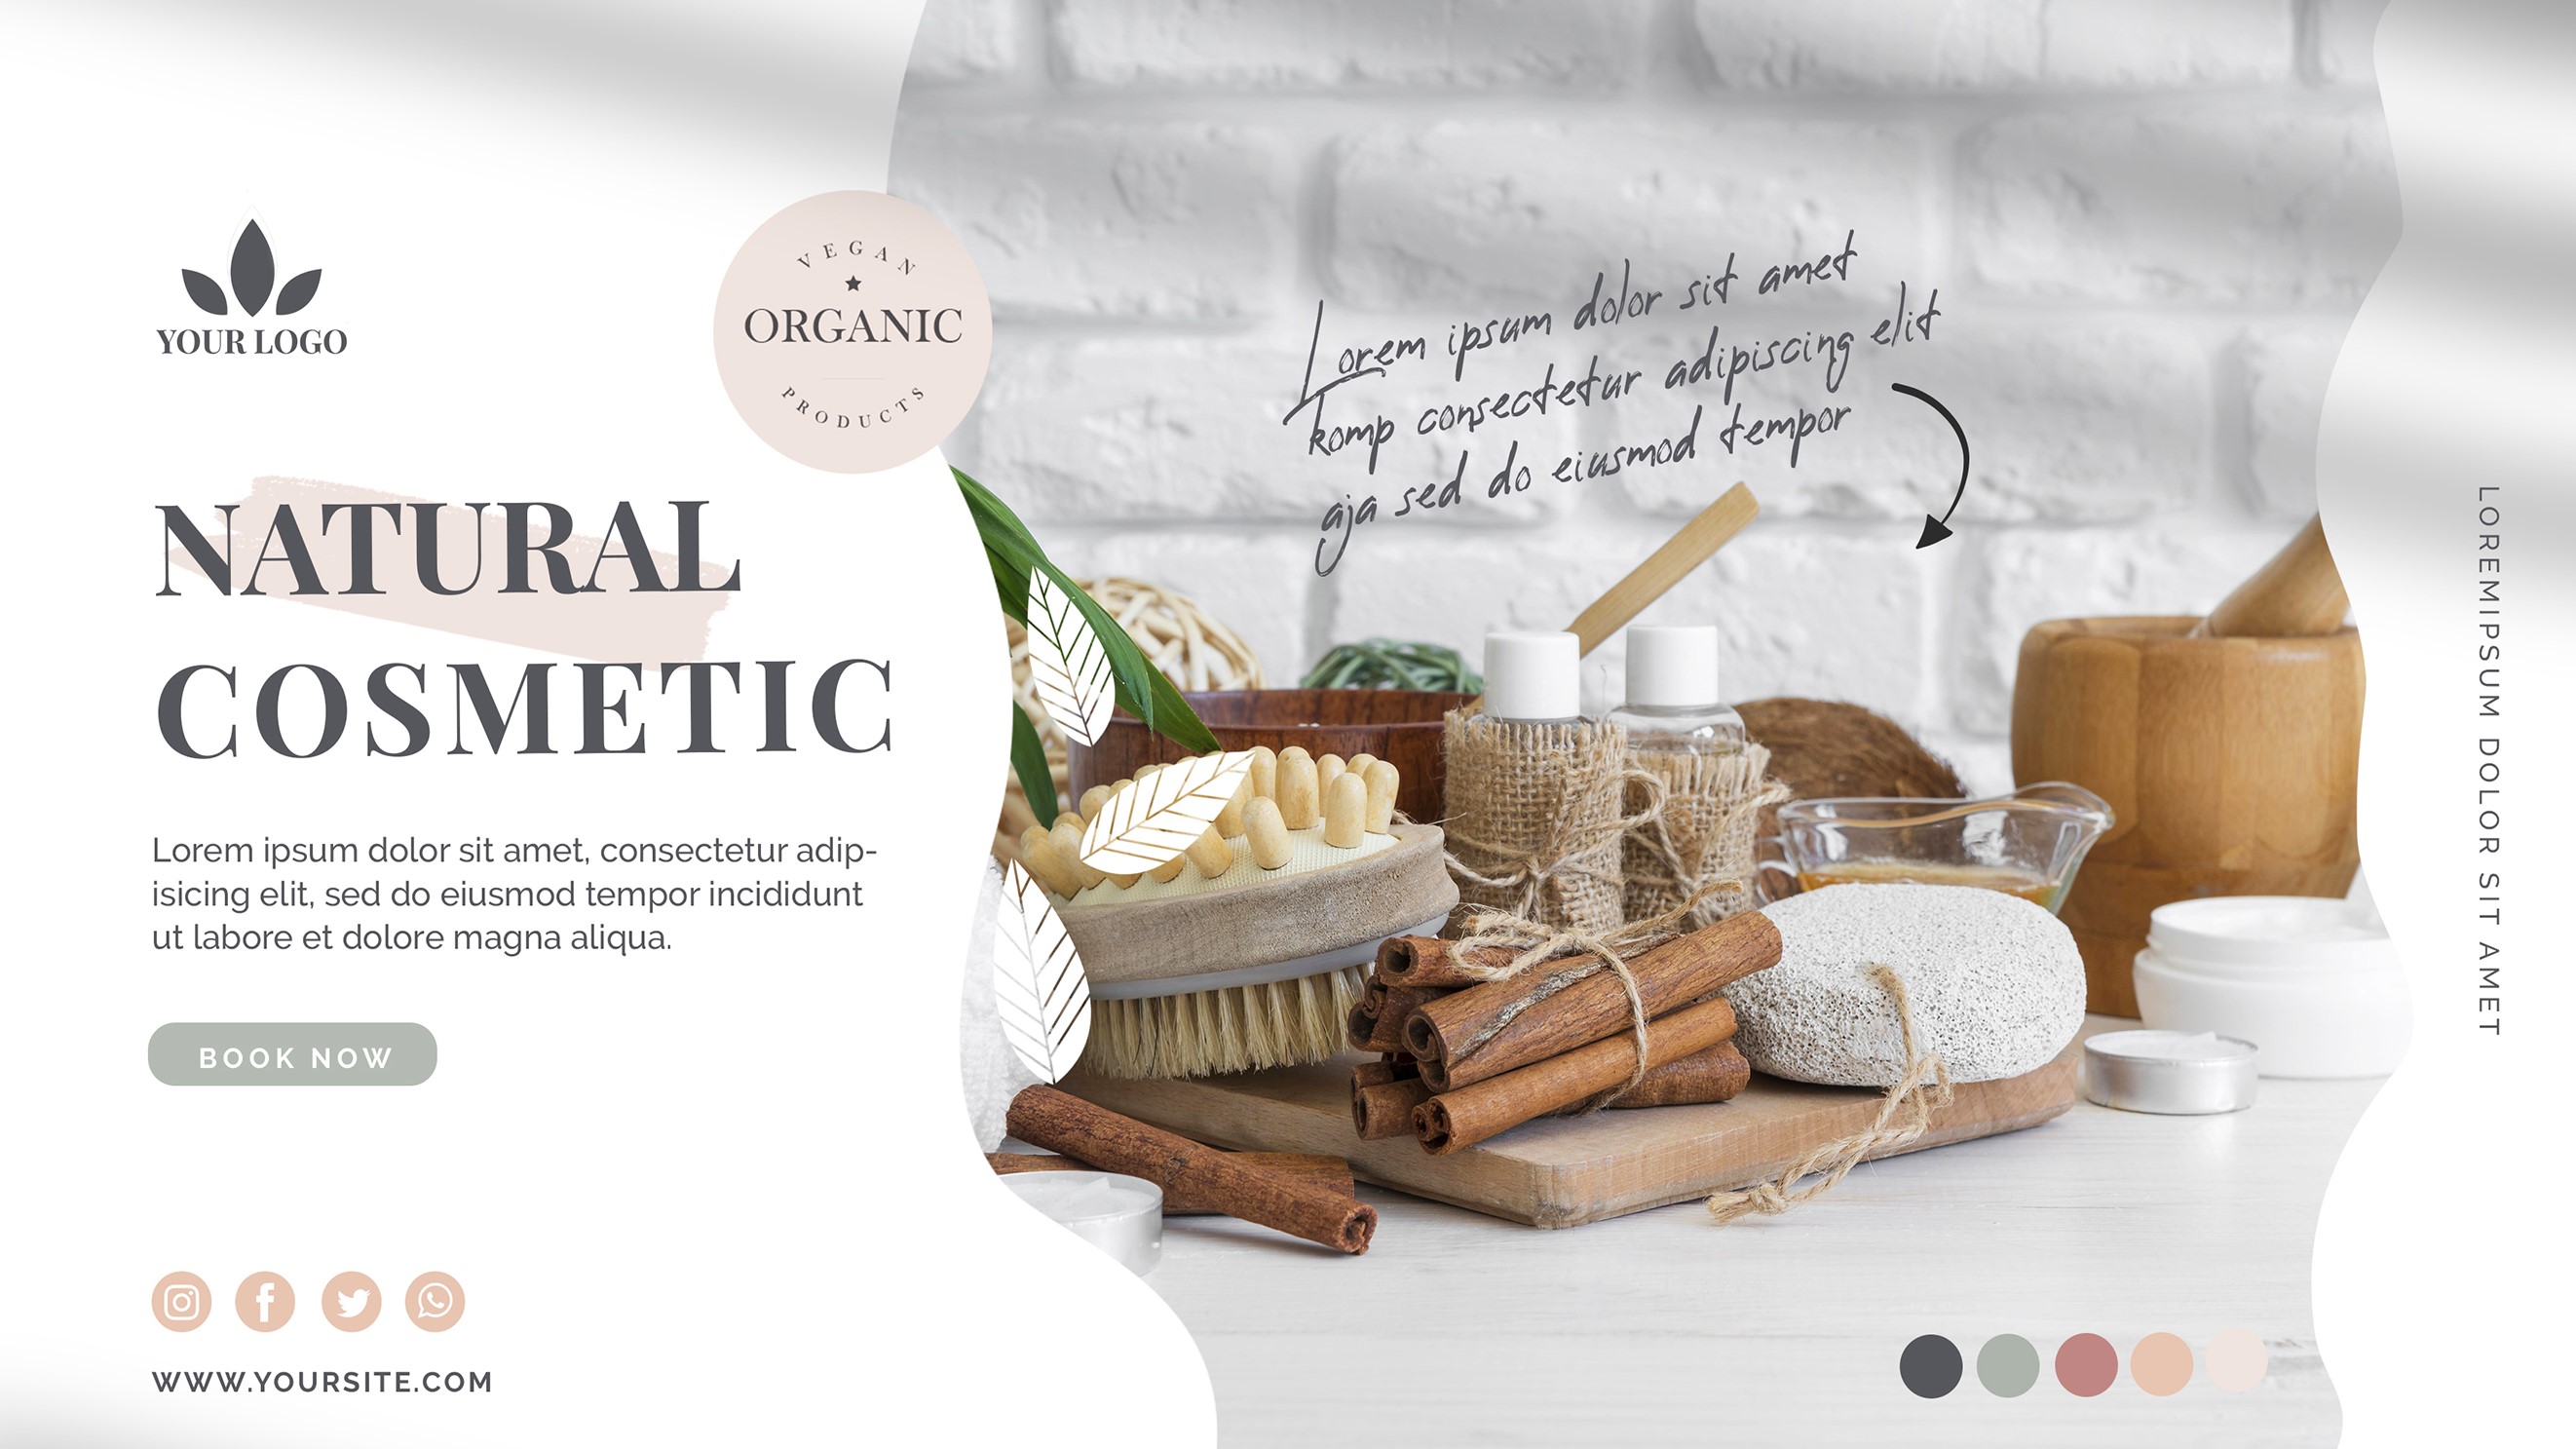 YOUR LOGO
VEGAN
ORGANIC
PRODUCTS
NATURAL
COSMETIC
Lorem ipsum dolor sit amet, consectetur adip-
isicing elit, sed do eiusmod tempor incididunt
ut labore et dolore magna aliqua.
BOOK NOW
WWW.YOURSITE.COM
Lorem ipsum dolor sit amet
komp consectetur adipiscing elit
aja sed do eiusmod tempor
LOREMIPSUM DOLOR SIT AMET